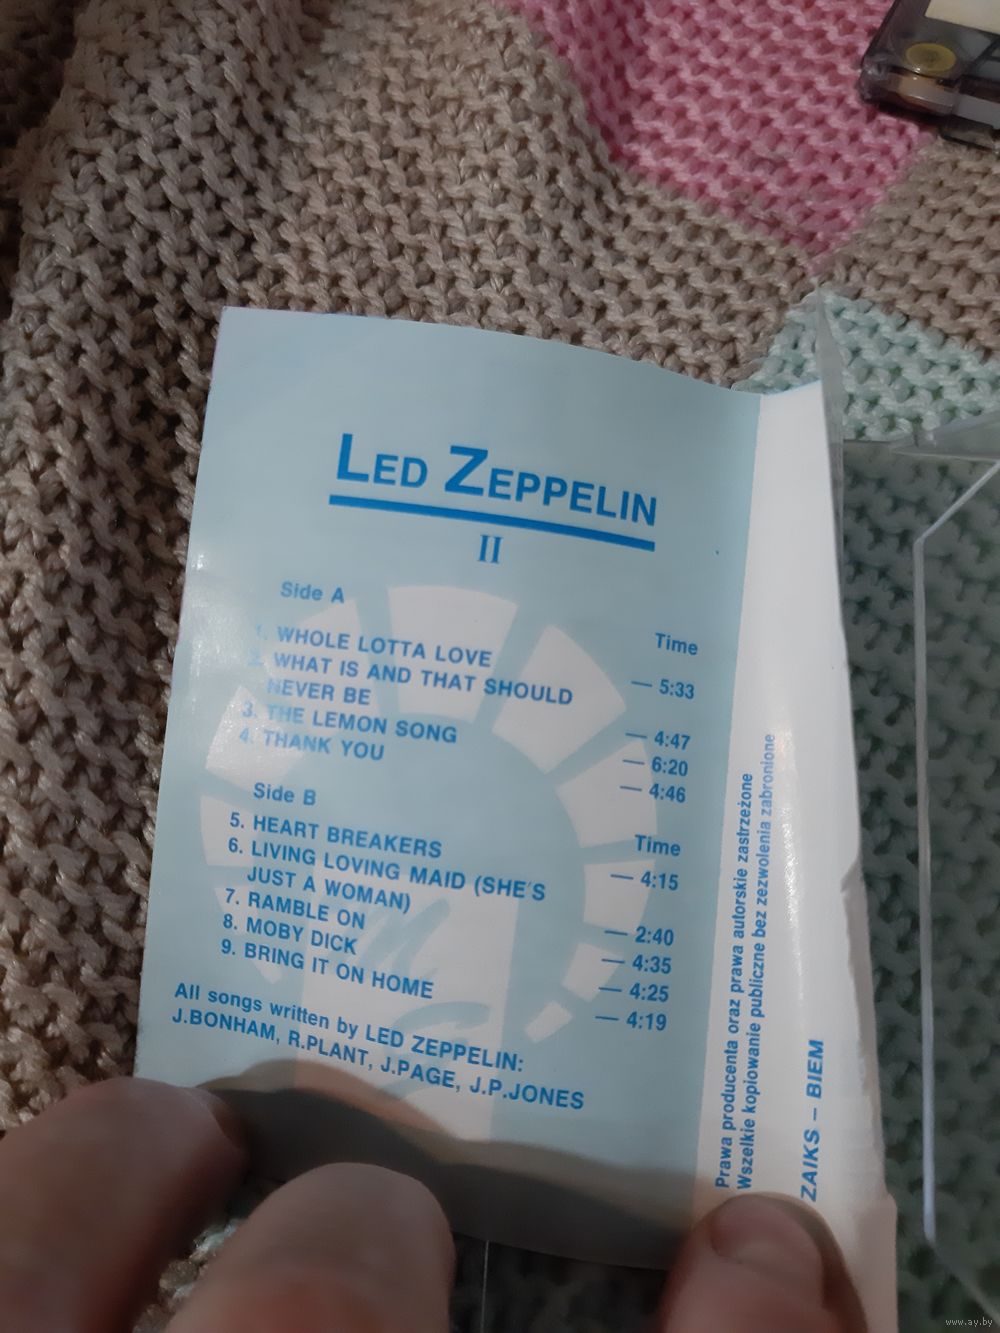 LED ZEPPELIN
II
Side A
Time
1. WHOLE LOTTA LOVE — 5:33
2. WHAT IS AND THAT SHOULD
NEVER BE — 4:47
3. THE LEMON SONG — 6:20
4. THANK YOU — 4:46
Side B
Time
5. HEART BREAKERS — 4:15
6. LIVING LOVING MAID (SHE'S
JUST A WOMAN) — 2:40
7. RAMBLE ON — 4:35
8. MOBY DICK — 4:25
9. BRING IT ON HOME — 4:19
All songs written by LED ZEPPELIN:
J.BONHAM, R.PLANT, J.PAGE, J.P.JONES
Prawa producenta oraz prawa autorskie zastrzeżone
Wszelkie kopiowanie publiczne bez zezwolenia zabronione
ZAIKS – BIEM
www.ay.by